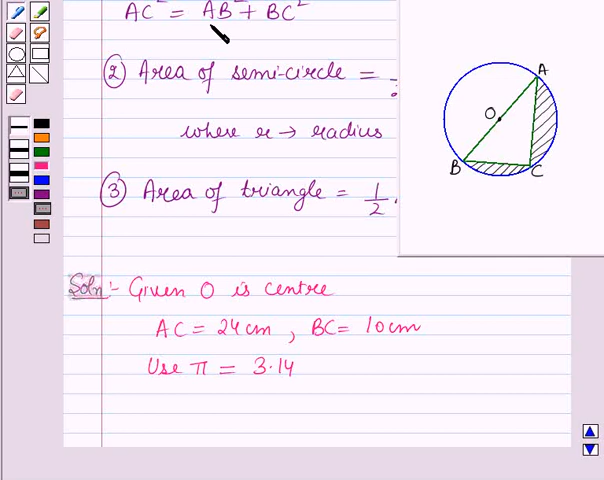 AC² = AB² + BC²
② Area of semi-circle =
where r → radius
③ Area of triangle = 1/2
Soln :- Given O is centre
AC = 24 cm , BC = 10 cm
Use π = 3.14
A
O
B
C